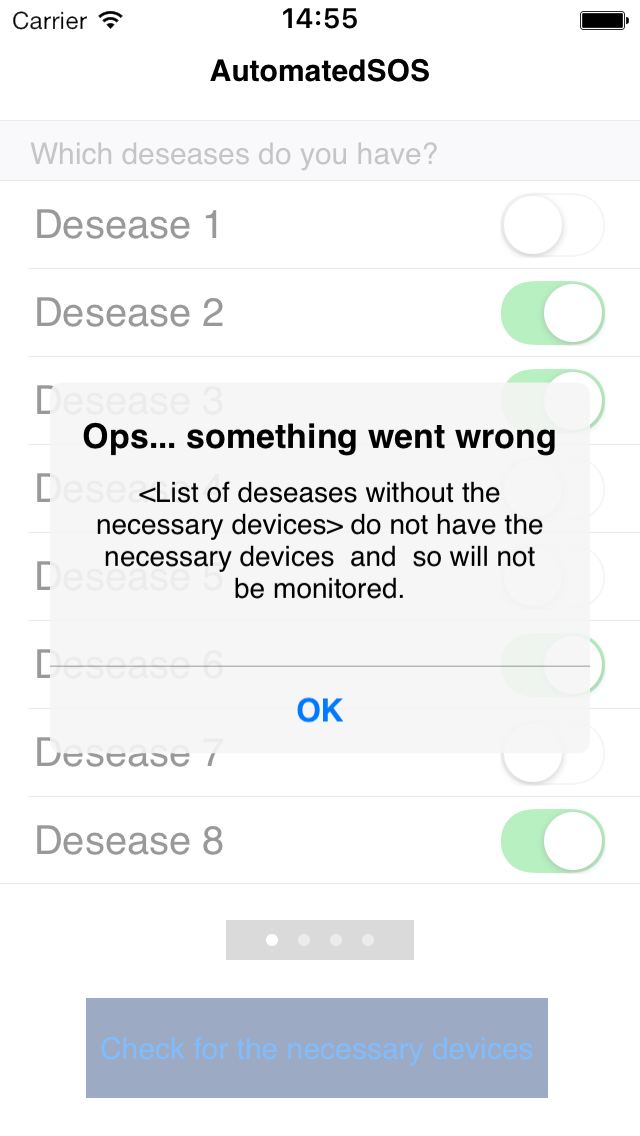 Carrier 14:55
AutomatedSOS
Which deseases do you have?
Desease 1
Desease 2
Desease 3
Ops... something went wrong
<List of deseases without the
necessary devices> do not have the
necessary devices  and  so will not
be monitored.
Desease 4
Desease 5
Desease 6
OK
Desease 7
Desease 8
Check for the necessary devices